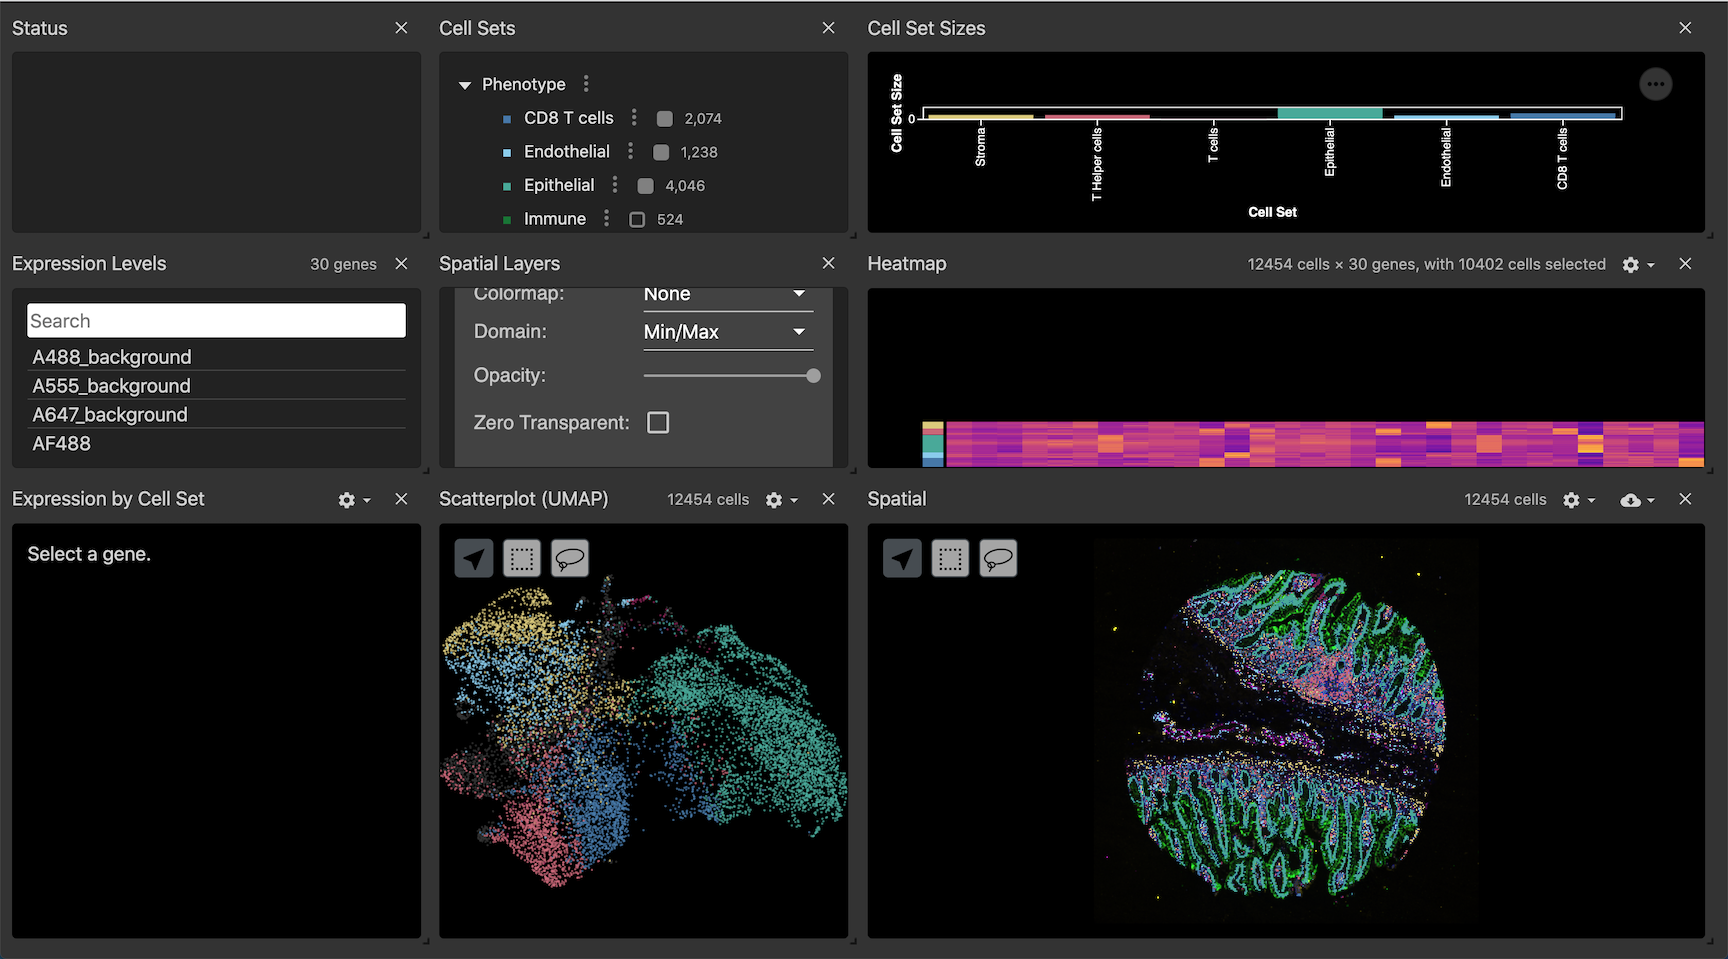 Status
Cell Sets
Phenotype
CD8 T cells 2,074
Endothelial 1,238
Epithelial 4,046
Immune 524
Cell Set Sizes
Cell Set Size
0
Stroma
T Helper cells
T cells
Epithelial
Endothelial
CD8 T cells
Cell Set
Expression Levels 30 genes
Search
A488_background
A555_background
A647_background
AF488
Spatial Layers
Colormap: None
Domain: Min/Max
Opacity:
Zero Transparent:
Heatmap 12454 cells × 30 genes, with 10402 cells selected
Expression by Cell Set
Select a gene.
Scatterplot (UMAP) 12454 cells
Spatial 12454 cells